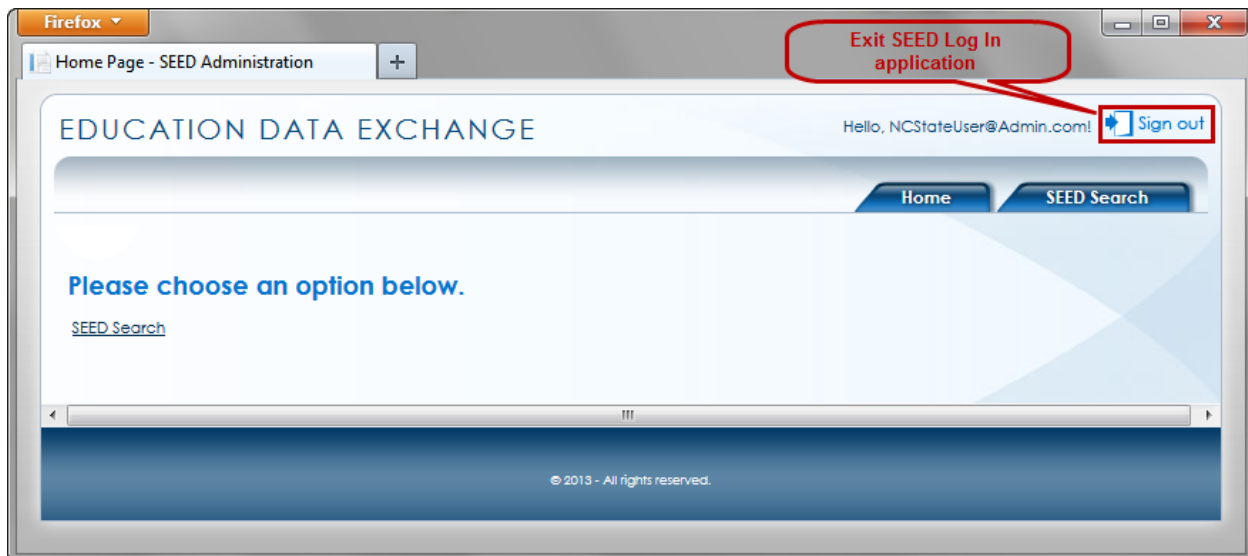 Firefox
Exit SEED Log In
application
Home Page - SEED Administration
EDUCATION DATA EXCHANGE
Hello, NCStateUser@Admin.com!
Sign out
Home
SEED Search
Please choose an option below.
SEED Search
© 2013 - All rights reserved.